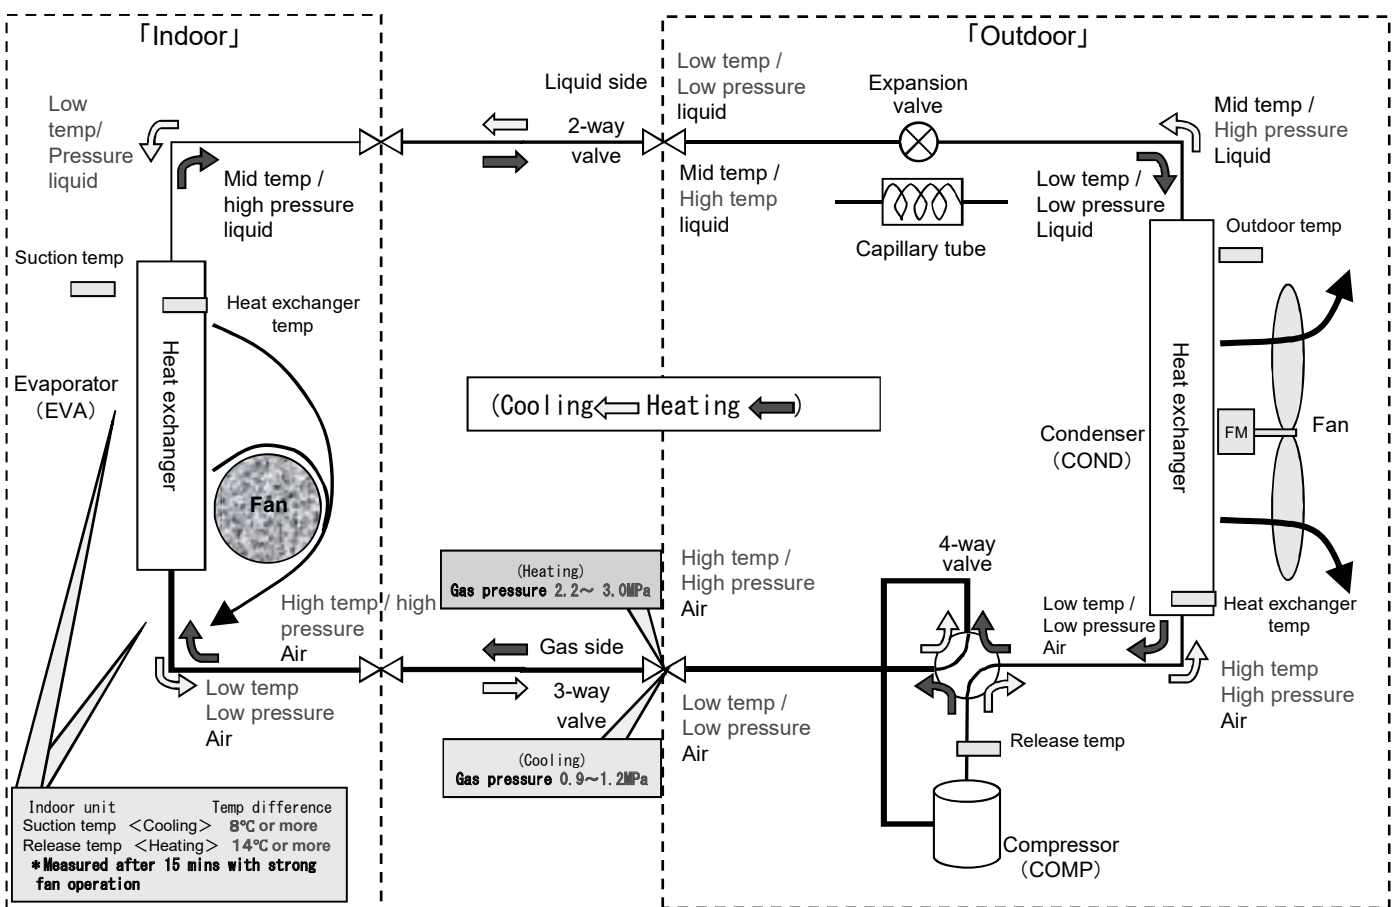 「Indoor」
「Outdoor」
Low
temp/
Pressure
liquid
Mid temp /
high pressure
liquid
Liquid side
2-way
valve
Low temp /
Low pressure
liquid
Mid temp /
High temp
liquid
Expansion
valve
Capillary tube
Mid temp /
High pressure
Liquid
Low temp /
Low pressure
Liquid
Suction temp
Heat exchanger
temp
Heat exchanger
Evaporator
（EVA）
Fan
(Cooling Heating )
Outdoor temp
Heat exchanger
Condenser
（COND）
FM
Fan
Heat exchanger
temp
(Heating)
Gas pressure 2.2～ 3.0MPa
High temp /
High pressure
Air
4-way
valve
Low temp /
Low pressure
Air
High temp / high
pressure
Air
Gas side
3-way
valve
Low temp
Low pressure
Air
Low temp /
Low pressure
Air
High temp
High pressure
Air
(Cooling)
Gas pressure 0.9～1.2MPa
Release temp
Compressor
（COMP）
Indoor unit Temp difference
Suction temp ＜Cooling＞ 8℃ or more
Release temp ＜Heating＞ 14℃ or more
＊Measured after 15 mins with strong
fan operation